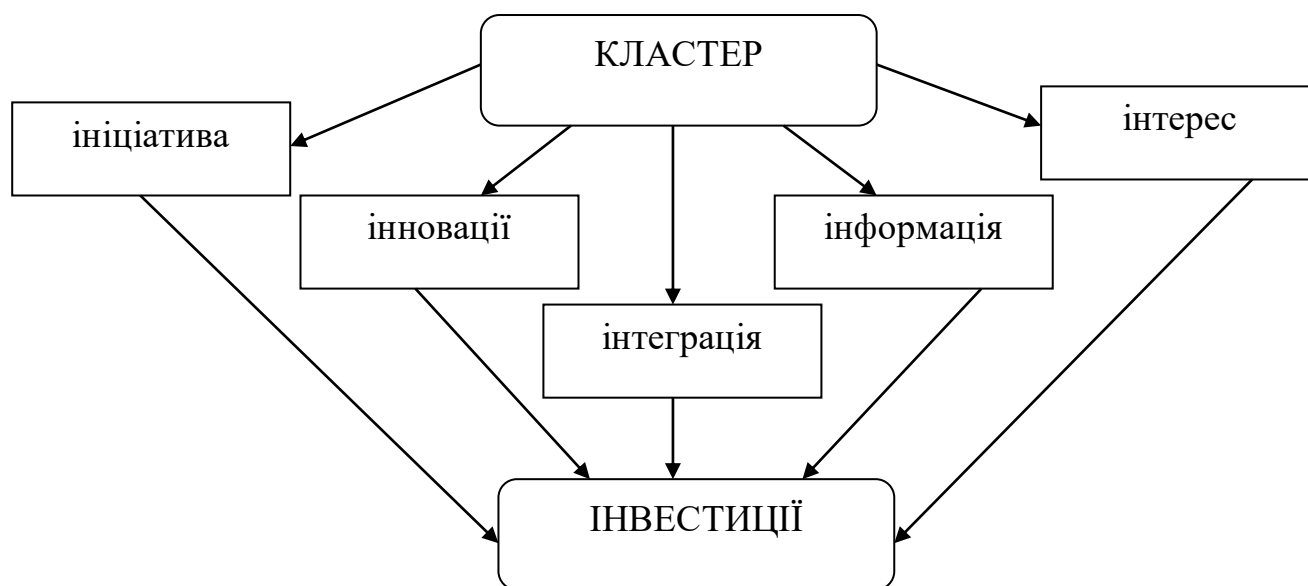 КЛАСТЕР
ініціатива
інтерес
інновації
інформація
інтеграція
ІНВЕСТИЦІЇ